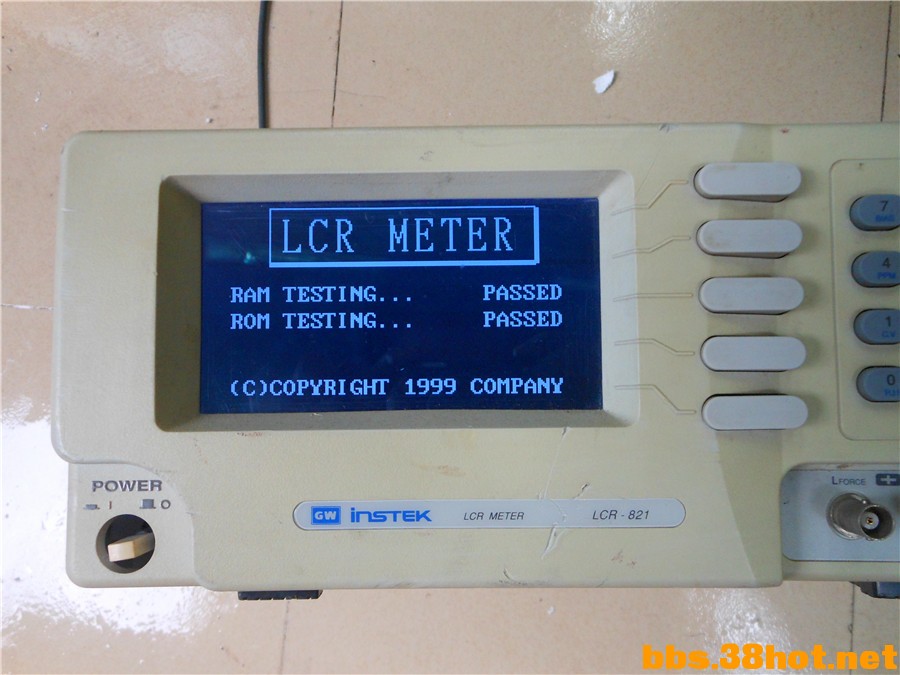 LCR METER
RAM TESTING... PASSED
ROM TESTING... PASSED
(C)COPYRIGHT 1999 COMPANY
7
4
PPM
1
0
POWER
I O
GW INSTEK LCR METER LCR-821
LFORCE +
bbs.38hot.net